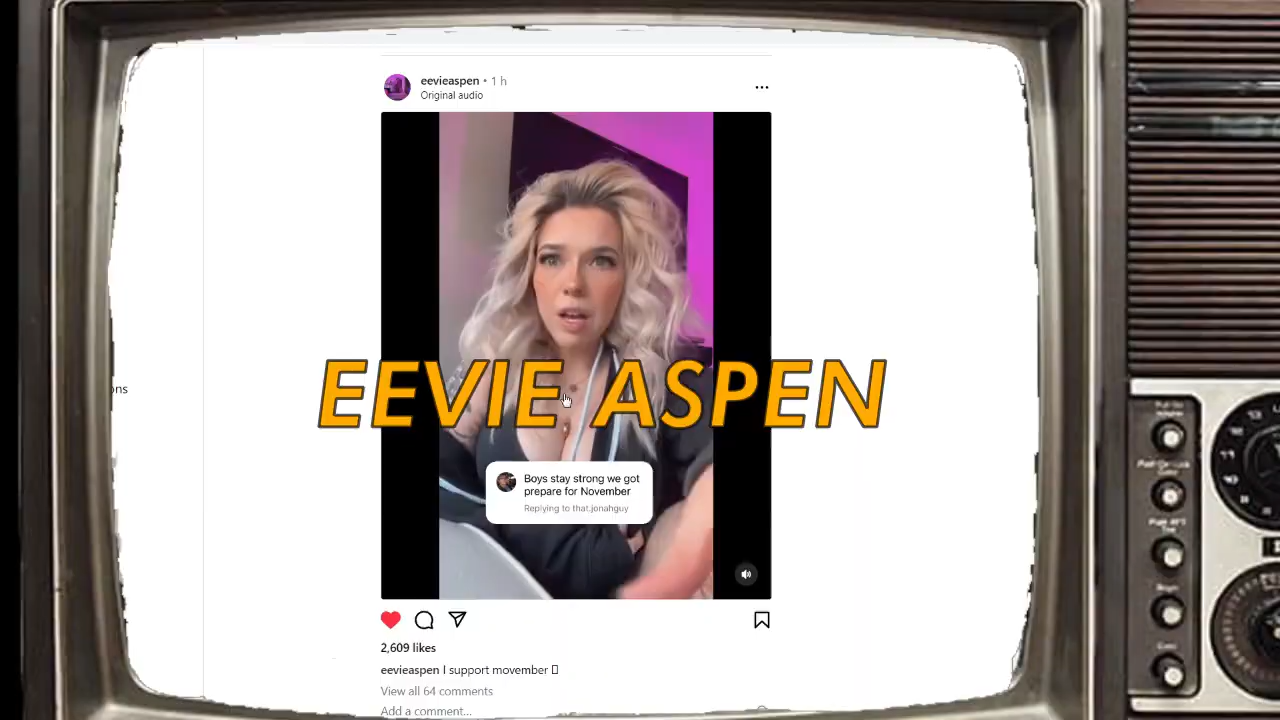 eevieaspen • 1 h
Original audio
ons
EEVIE ASPEN
Boys stay strong we got
prepare for November
Replying to that.jonahguy
2,609 likes
eevieaspen I support movember
View all 64 comments
Add a comment...